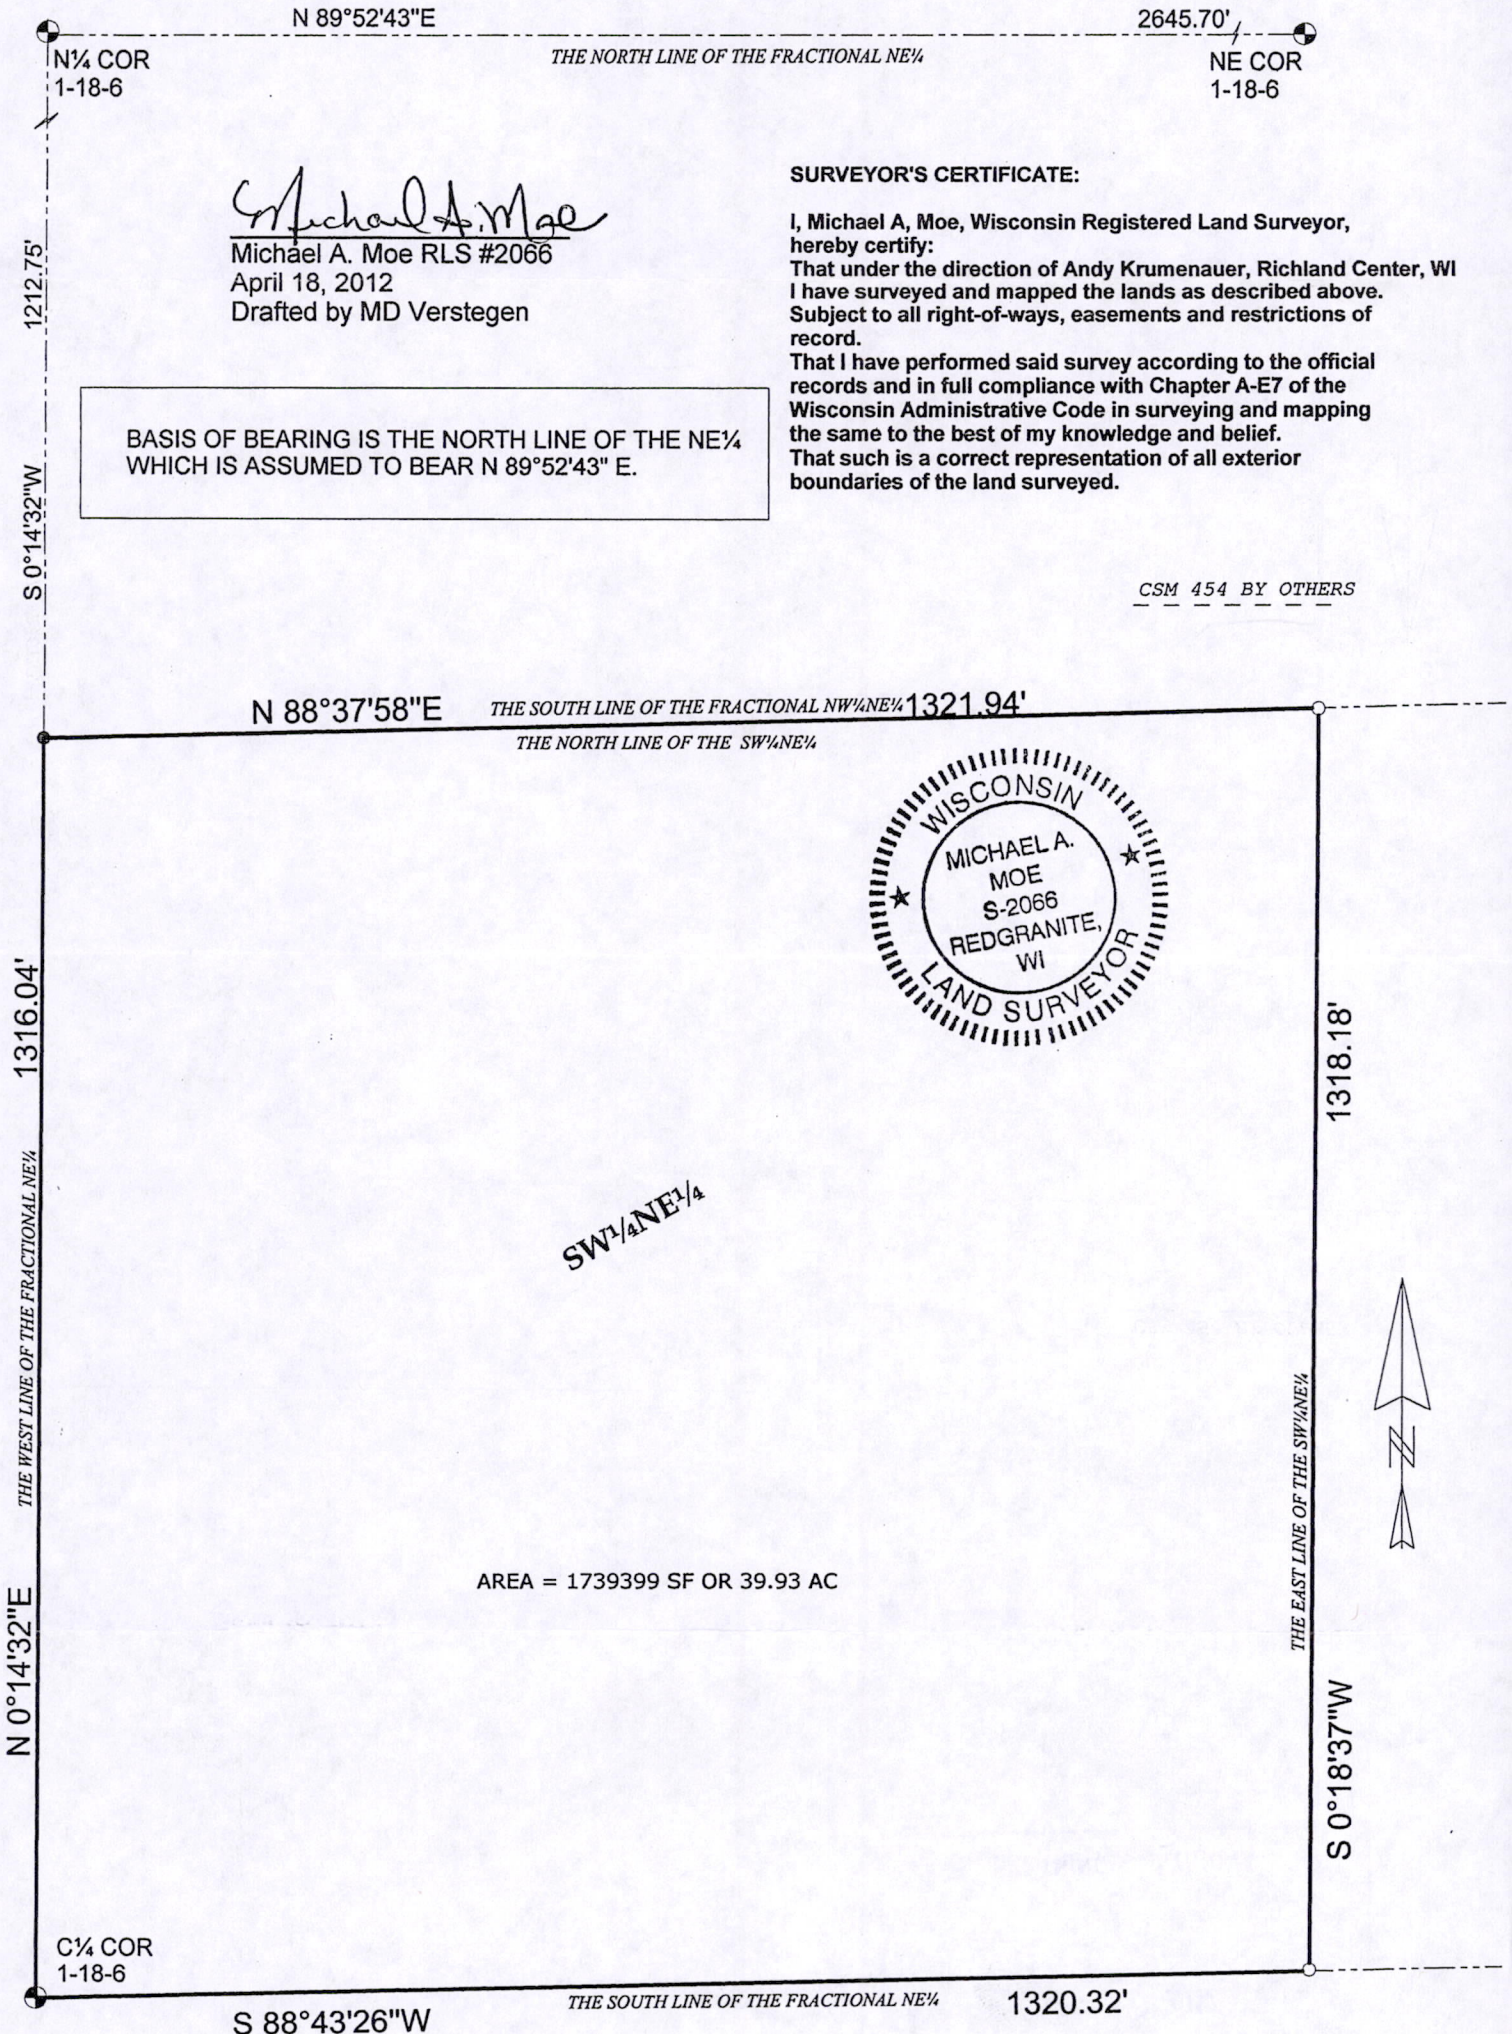 N 89°52'43"E
2645.70'
THE NORTH LINE OF THE FRACTIONAL NE¼
N¼ COR
1-18-6
NE COR
1-18-6
Michael A. Moe
Michael A. Moe RLS #2066
April 18, 2012
Drafted by MD Verstegen
SURVEYOR'S CERTIFICATE:
I, Michael A, Moe, Wisconsin Registered Land Surveyor,
hereby certify:
That under the direction of Andy Krumenauer, Richland Center, WI
I have surveyed and mapped the lands as described above.
Subject to all right-of-ways, easements and restrictions of
record.
That I have performed said survey according to the official
records and in full compliance with Chapter A-E7 of the
Wisconsin Administrative Code in surveying and mapping
the same to the best of my knowledge and belief.
That such is a correct representation of all exterior
boundaries of the land surveyed.
S 0°14'32"W 1212.75'
BASIS OF BEARING IS THE NORTH LINE OF THE NE¼
WHICH IS ASSUMED TO BEAR N 89°52'43" E.
CSM 454 BY OTHERS
N 88°37'58"E THE SOUTH LINE OF THE FRACTIONAL NW¼NE¼ 1321.94'
THE NORTH LINE OF THE SW¼NE¼
WISCONSIN
MICHAEL A.
MOE
S-2066
REDGRANITE,
WI
LAND SURVEYOR
N 0°14'32"E THE WEST LINE OF THE FRACTIONAL NE¼ 1316.04'
1318.18'
SW¼NE¼
THE EAST LINE OF THE SW¼NE¼
N
AREA = 1739399 SF OR 39.93 AC
S 0°18'37"W
C¼ COR
1-18-6
S 88°43'26"W THE SOUTH LINE OF THE FRACTIONAL NE¼ 1320.32'